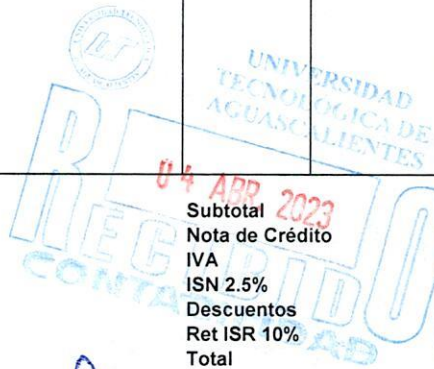 UNIVERSIDAD
TECNOLOGICA DE
AGUASCALIENTES
04 ABR 2023
RECIBIDO
CONTABILIDAD
Subtotal
Nota de Crédito
IVA
ISN 2.5%
Descuentos
Ret ISR 10%
Total